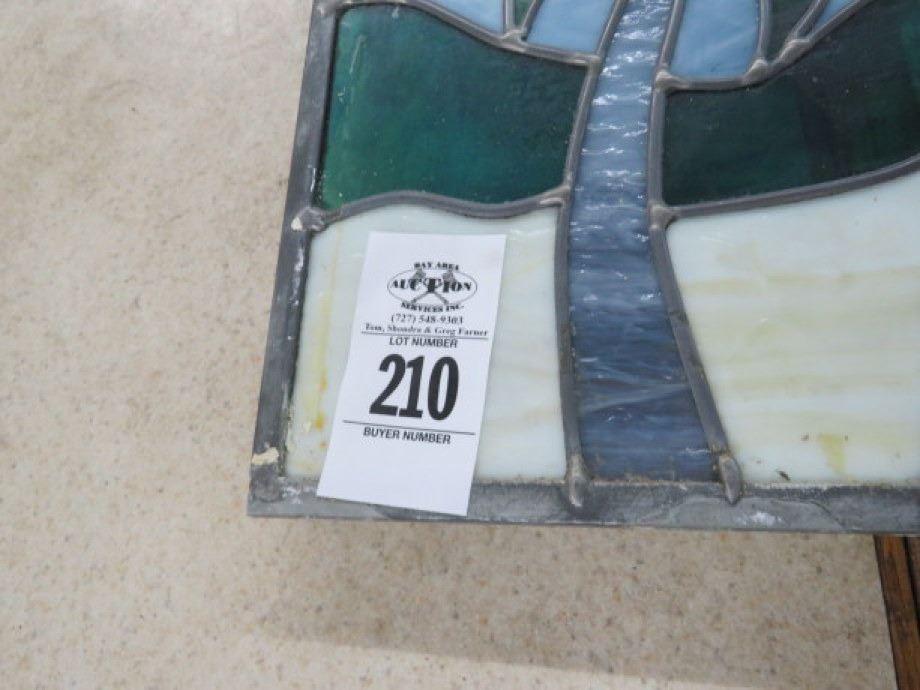 BAY AREA
AUCTION
SERVICES INC.
(727) 548-9303
Tom, Shondra & Greg Farner
LOT NUMBER
210
BUYER NUMBER